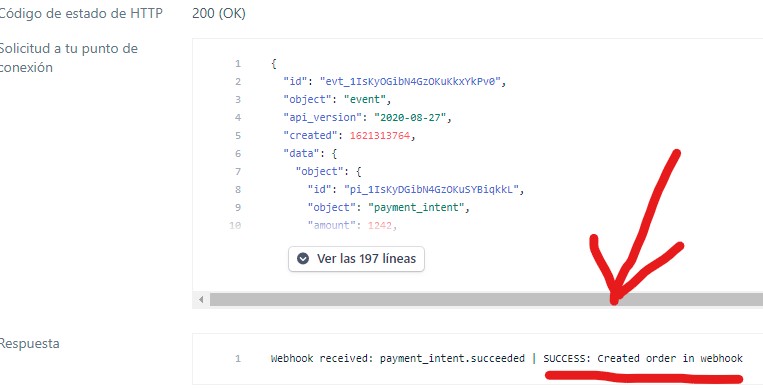 Código de estado de HTTP 200 (OK)
Solicitud a tu punto de
conexión
1 {
2 "id": "evt_1IsKyOGibN4GzOKuKkxYkPv0",
3 "object": "event",
4 "api_version": "2020-08-27",
5 "created": 1621313764,
6 "data": {
7 "object": {
8 "id": "pi_1IsKyDGibN4GzOKuSYBiqkkL",
9 "object": "payment_intent",
10 "amount": 1242,
Ver las 197 líneas
Respuesta
1 Webhook received: payment_intent.succeeded | SUCCESS: Created order in webhook